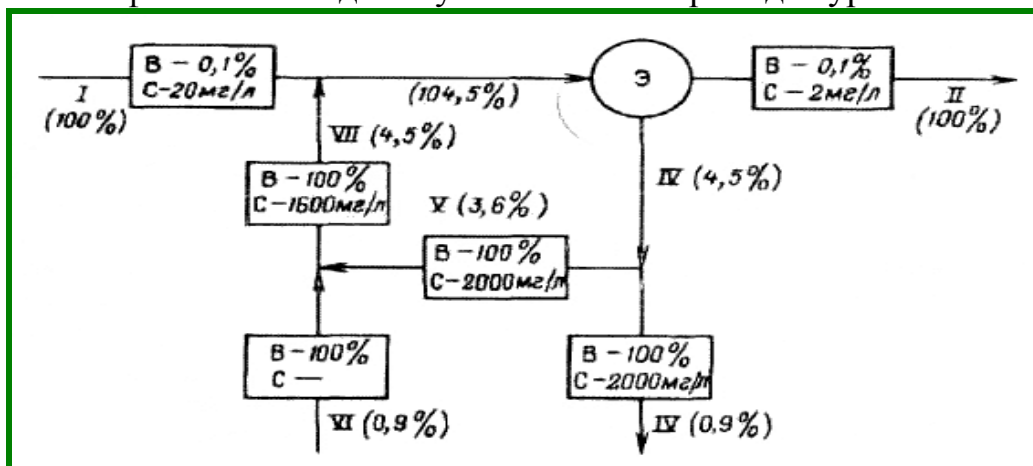 В – 0,1%
С–20мг/л
I
(100%)
(104,5%)
Э
В – 0,1%
С – 2мг/л
II
(100%)
VII (4,5%)
В –100%
С–1600мг/л
V (3,6%)
В –100%
С–2000мг/л
IV (4,5%)
В –100%
С —
VI (0,9%)
В –100%
С–2000мг/л
IV (0,9%)